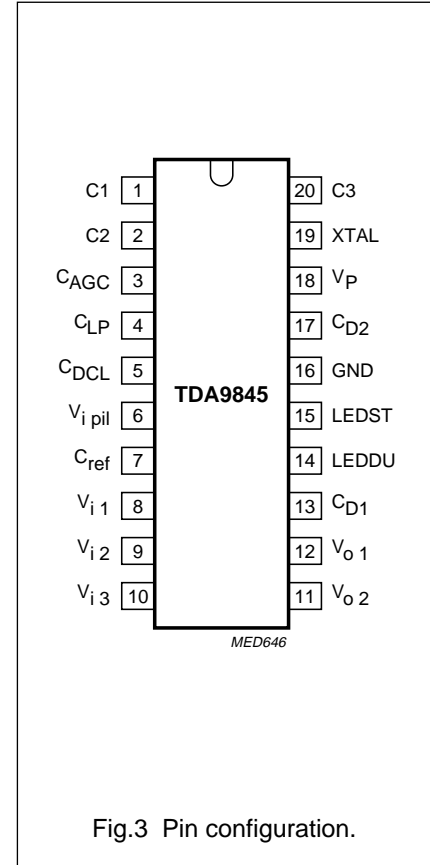 C1 1 20 C3
C2 2 19 XTAL
CAGC 3 18 VP
CLP 4 17 CD2
CDCL 5 16 GND
TDA9845
Vi pil 6 15 LEDST
Cref 7 14 LEDDU
Vi 1 8 13 CD1
Vi 2 9 12 Vo 1
Vi 3 10 11 Vo 2
MED646
Fig.3 Pin configuration.